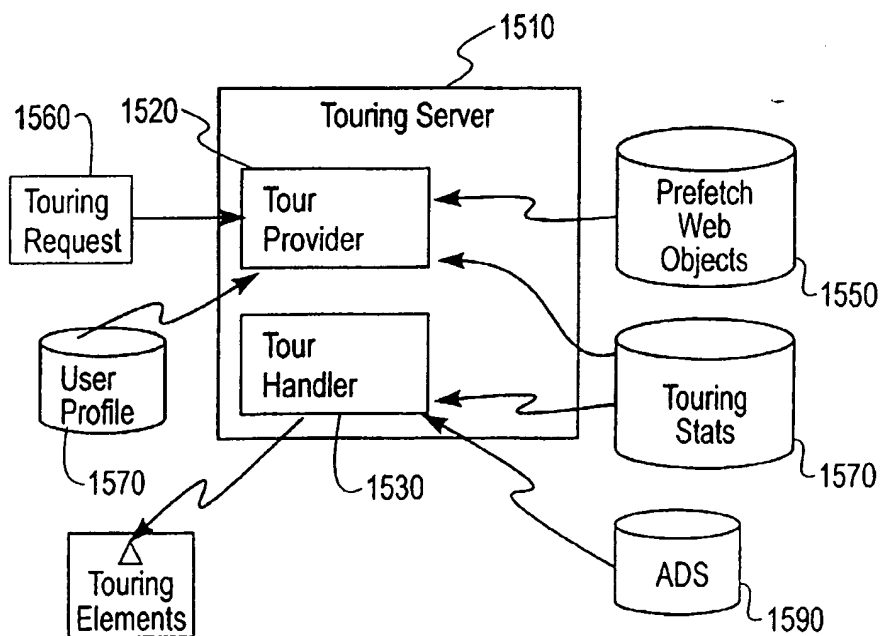 1510
1520
Touring Server
1560
Touring
Request
Tour
Provider
Prefetch
Web
Objects
1550
User
Profile
1570
Tour
Handler
1530
Touring
Stats
1570
Touring
Elements
ADS
1590